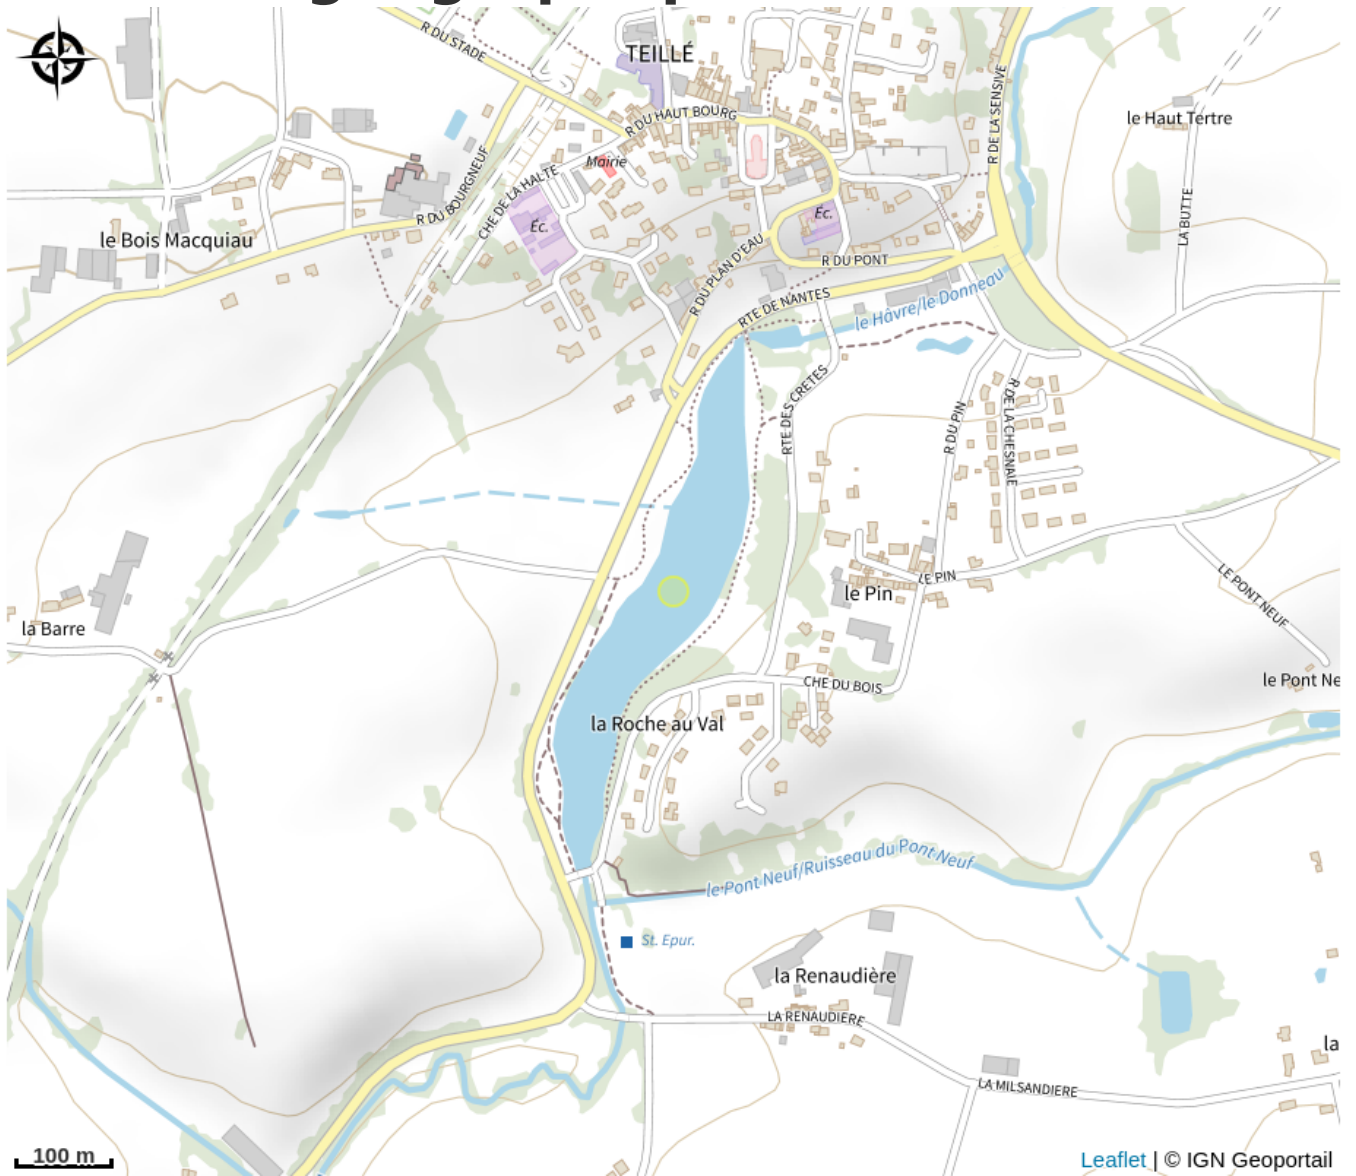 R DU STADE
TEILLÉ
R DE LA SENSIVE
le Haut Tertre
R DU HAUT BOURG
Mairie
R DU BOURGNEUF
CHE DE LA HALTE
Éc.
Éc.
LA BUTTE
le Bois Macquiau
R DU PLAN D'EAU
R DU PONT
RTE DE NANTES
le Hâvre/le Donneau
RTE DES CRETES
R DU PIN
R DE LA CHESNAIE
LE PIN
le Pin
LE PONT NEUF
la Barre
le Pont Ne
CHE DU BOIS
la Roche au Val
le Pont Neuf/Ruisseau du Pont Neuf
St. Epur.
la Renaudière
LA RENAUDIERE
la
LA MILSANDIERE
100 m
Leaflet | © IGN Geoportail